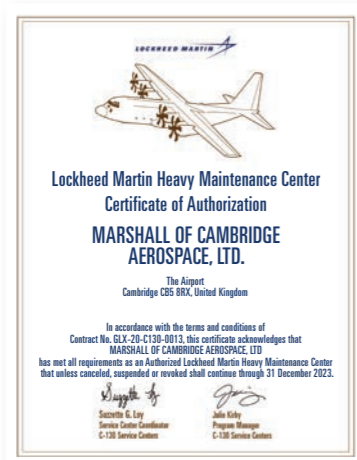 LOCKHEED MARTIN
Lockheed Martin Heavy Maintenance Center
Certificate of Authorization
MARSHALL OF CAMBRIDGE
AEROSPACE, LTD.
The Airport
Cambridge CB5 8RX, United Kingdom
In accordance with the terms and conditions of
Contract No. GLX-20-C130-0013, this certificate acknowledges that
MARSHALL OF CAMBRIDGE AEROSPACE, LTD
has met all requirements as an Authorized Lockheed Martin Heavy Maintenance Center
that unless canceled, suspended or revoked shall continue through 31 December 2023.
Suzzette G. Loy
Service Center Coordinator
C-130 Service Centers
Julie Kirby
Program Manager
C-130 Service Centers